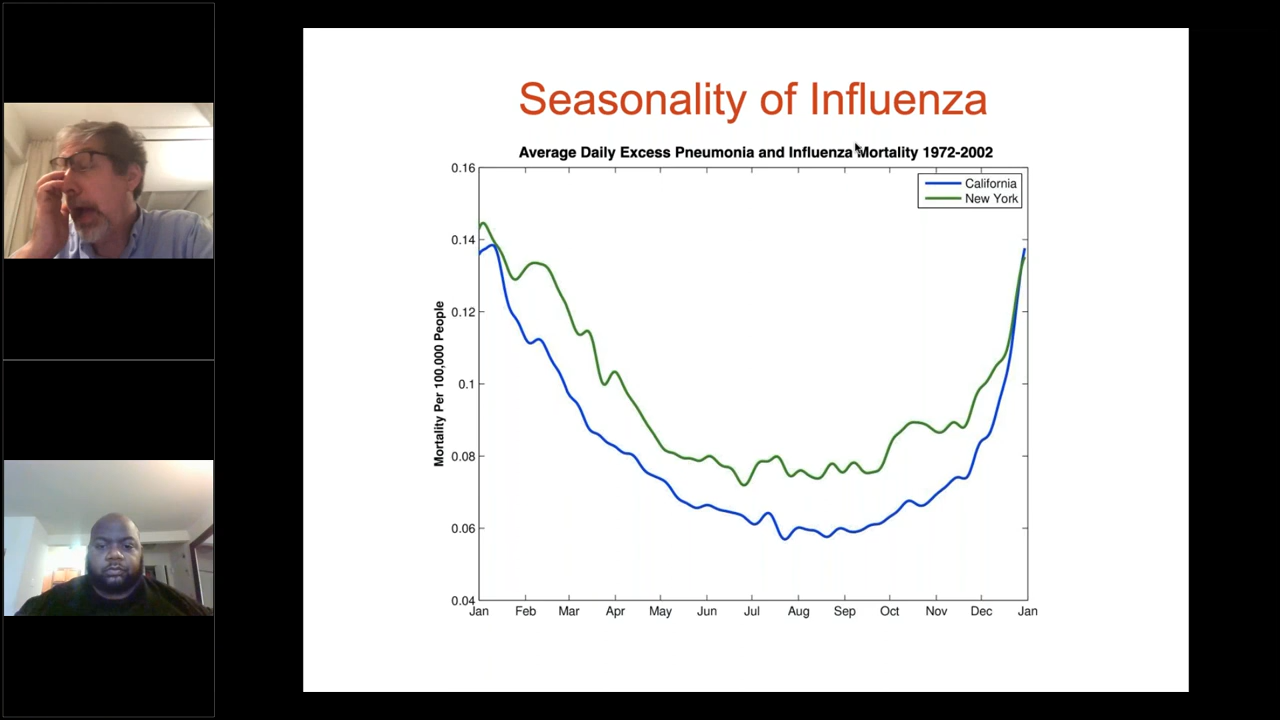 Seasonality of Influenza
Average Daily Excess Pneumonia and Influenza Mortality 1972-2002
California
New York
Mortality Per 100,000 People
0.16
0.14
0.12
0.1
0.08
0.06
0.04
Jan Feb Mar Apr May Jun Jul Aug Sep Oct Nov Dec Jan